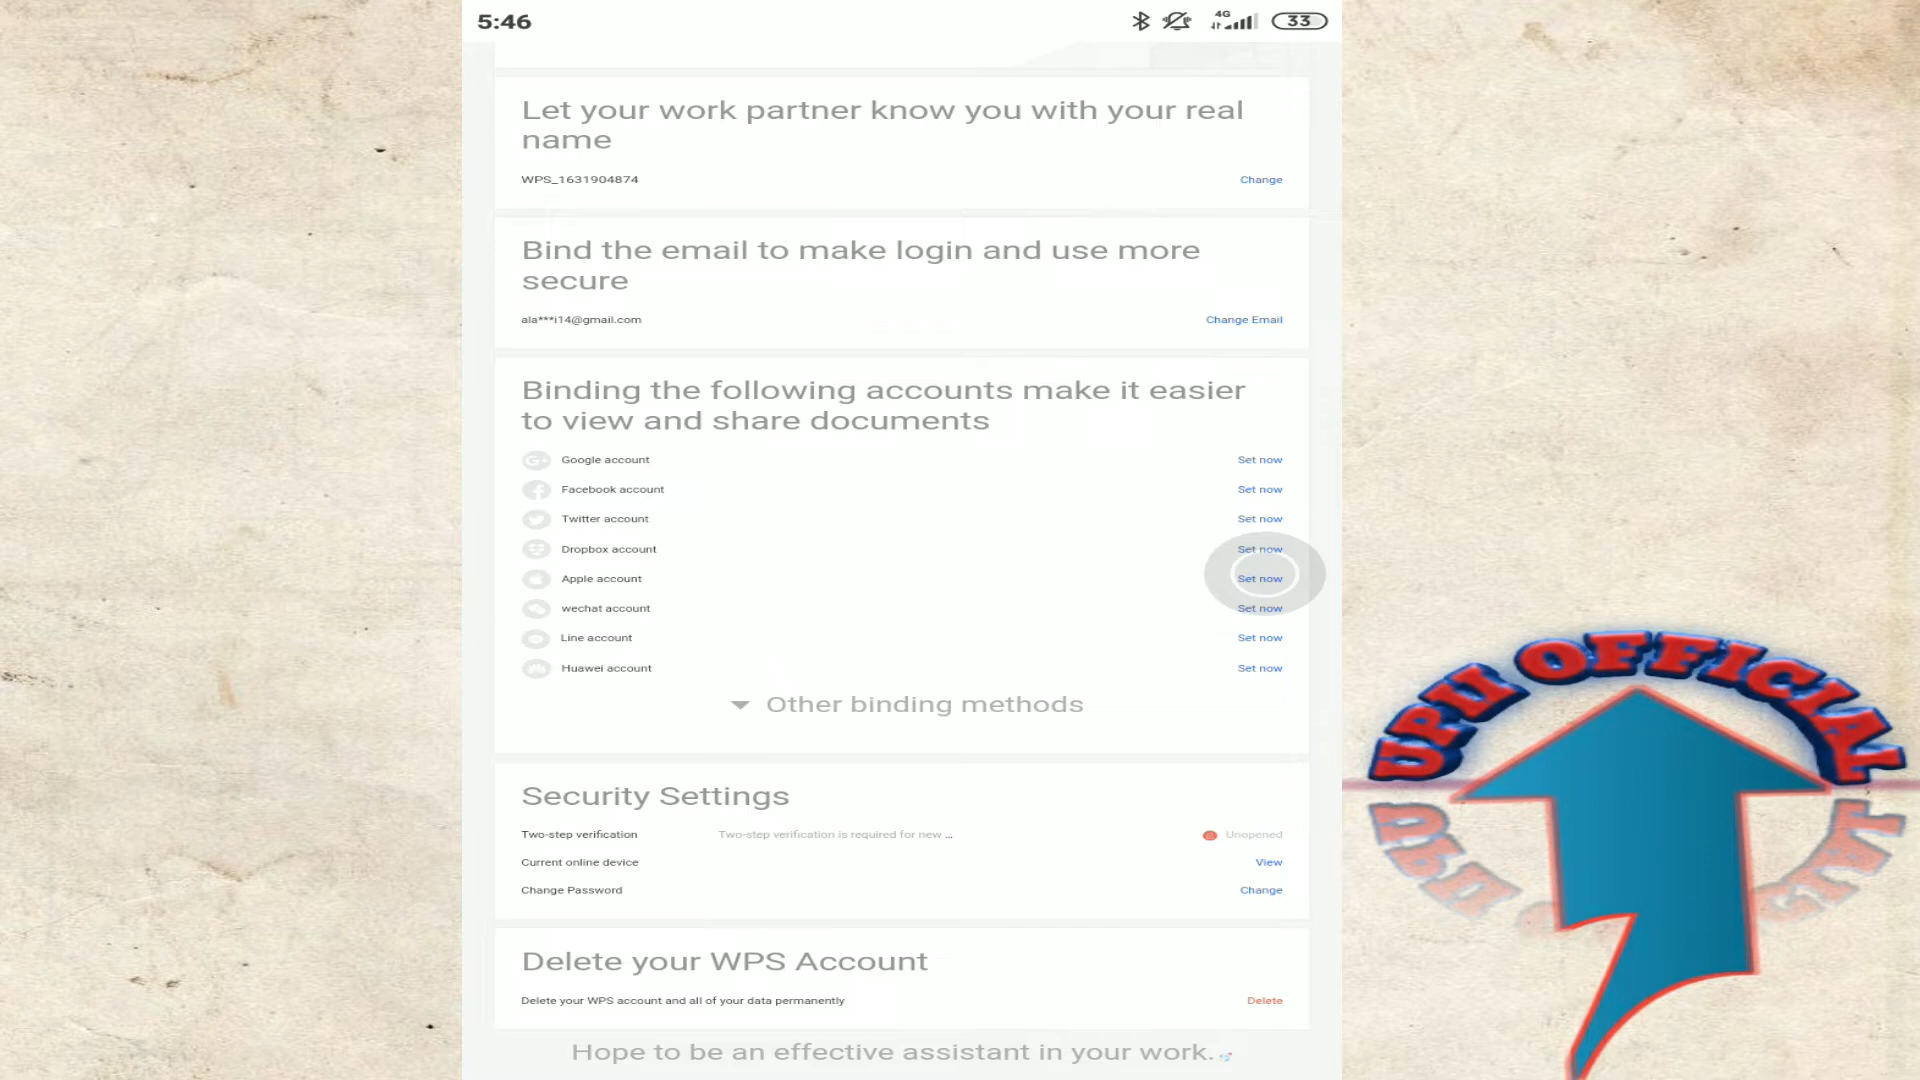 5:46
4G
33
Let your work partner know you with your real
name
WPS_1631904874 Change
Bind the email to make login and use more
secure
ala***i14@gmail.com Change Email
Binding the following accounts make it easier
to view and share documents
Google account Set now
Facebook account Set now
Twitter account Set now
Dropbox account Set now
Apple account Set now
wechat account Set now
Line account Set now
Huawei account Set now
Other binding methods
Security Settings
Two-step verification Two-step verification is required for new ... Unopened
Current online device View
Change Password Change
Delete your WPS Account
Delete your WPS account and all of your data permanently Delete
Hope to be an effective assistant in your work.
UPU OFFICIAL